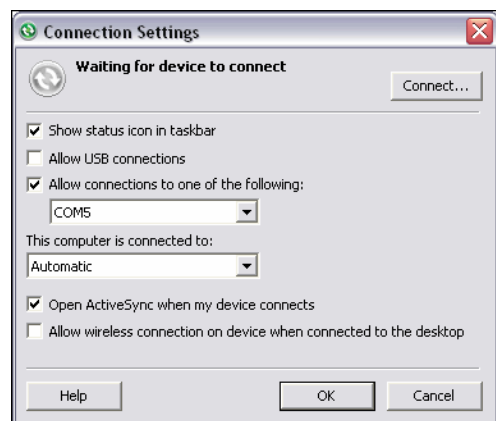 Connection Settings
Waiting for device to connect
Connect...
Show status icon in taskbar
Allow USB connections
Allow connections to one of the following:
COM5
This computer is connected to:
Automatic
Open ActiveSync when my device connects
Allow wireless connection on device when connected to the desktop
Help
OK
Cancel